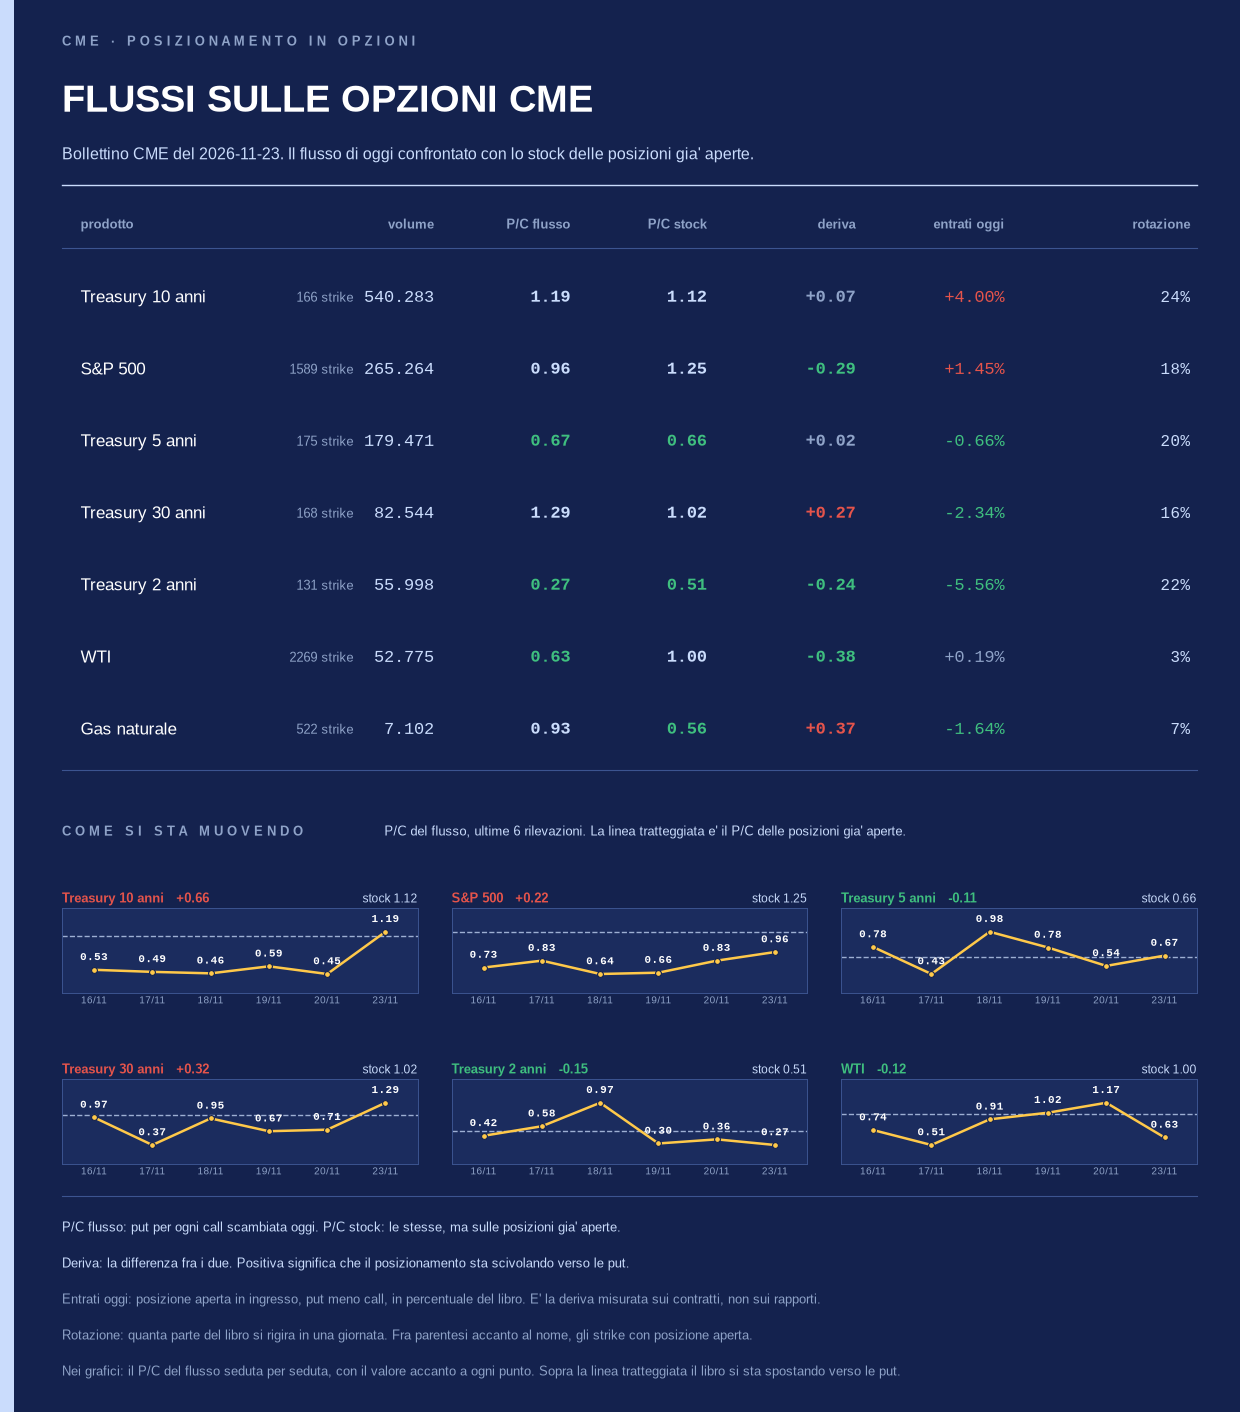 CME · POSIZIONAMENTO IN OPZIONI
FLUSSI SULLE OPZIONI CME
Bollettino CME del 2026-11-23. Il flusso di oggi confrontato con lo stock delle posizioni gia' aperte.
prodotto volume P/C flusso P/C stock deriva entrati oggi rotazione
Treasury 10 anni 166 strike 540.283 1.19 1.12 +0.07 +4.00% 24%
S&P 500 1589 strike 265.264 0.96 1.25 -0.29 +1.45% 18%
Treasury 5 anni 175 strike 179.471 0.67 0.66 +0.02 -0.66% 20%
Treasury 30 anni 168 strike 82.544 1.29 1.02 +0.27 -2.34% 16%
Treasury 2 anni 131 strike 55.998 0.27 0.51 -0.24 -5.56% 22%
WTI 2269 strike 52.775 0.63 1.00 -0.38 +0.19% 3%
Gas naturale 522 strike 7.102 0.93 0.56 +0.37 -1.64% 7%
COME SI STA MUOVENDO P/C del flusso, ultime 6 rilevazioni. La linea tratteggiata e' il P/C delle posizioni gia' aperte.
Treasury 10 anni +0.66 stock 1.12
0.53 0.49 0.46 0.59 0.45 1.19
16/11 17/11 18/11 19/11 20/11 23/11
S&P 500 +0.22 stock 1.25
0.73 0.83 0.64 0.66 0.83 0.96
16/11 17/11 18/11 19/11 20/11 23/11
Treasury 5 anni -0.11 stock 0.66
0.78 0.43 0.98 0.78 0.54 0.67
16/11 17/11 18/11 19/11 20/11 23/11
Treasury 30 anni +0.32 stock 1.02
0.97 0.37 0.95 0.67 0.71 1.29
16/11 17/11 18/11 19/11 20/11 23/11
Treasury 2 anni -0.15 stock 0.51
0.42 0.58 0.97 0.30 0.36 0.27
16/11 17/11 18/11 19/11 20/11 23/11
WTI -0.12 stock 1.00
0.74 0.51 0.91 1.02 1.17 0.63
16/11 17/11 18/11 19/11 20/11 23/11
P/C flusso: put per ogni call scambiata oggi. P/C stock: le stesse, ma sulle posizioni gia' aperte.
Deriva: la differenza fra i due. Positiva significa che il posizionamento sta scivolando verso le put.
Entrati oggi: posizione aperta in ingresso, put meno call, in percentuale del libro. E' la deriva misurata sui contratti, non sui rapporti.
Rotazione: quanta parte del libro si rigira in una giornata. Fra parentesi accanto al nome, gli strike con posizione aperta.
Nei grafici: il P/C del flusso seduta per seduta, con il valore accanto a ogni punto. Sopra la linea tratteggiata il libro si sta spostando verso le put.